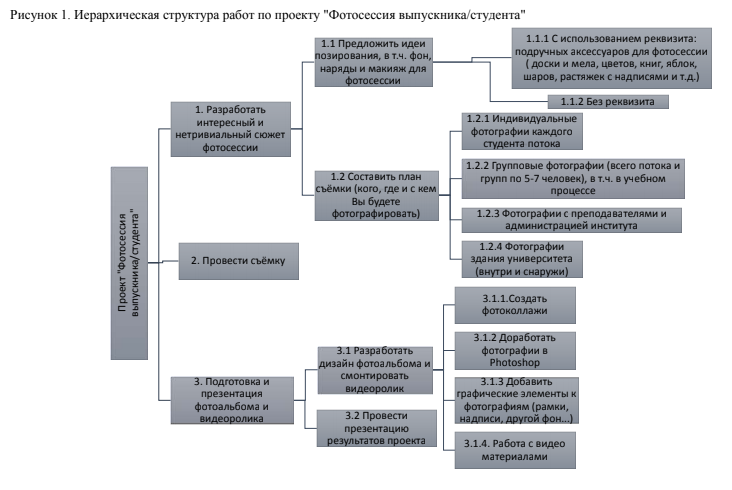 Рисунок 1. Иерархическая структура работ по проекту "Фотосессия выпускника/студента"
Проект "Фотосессия
выпускника/студента"
1. Разработать
интересный и
нетривиальный сюжет
фотосессии
1.1 Предложить идеи
позирования, в т.ч. фон,
наряды и макияж для
фотосессии
1.1.1 С использованием реквизита:
подручных аксессуаров для фотосессии
( доски и мела, цветов, книг, яблок,
шаров, растяжек с надписями и т.д.)
1.1.2 Без реквизита
1.2 Составить план
съёмки (кого, где и с кем
Вы будете
фотографировать)
1.2.1 Индивидуальные
фотографии каждого
студента потока
1.2.2 Групповые фотографии (всего потока и
групп по 5-7 человек), в т.ч. в учебном
процессе
1.2.3 Фотографии с преподавателями и
администрацией института
1.2.4 Фотографии
здания университета
(внутри и снаружи)
2. Провести съёмку
3. Подготовка и
презентация
фотоальбома и
видеоролика
3.1 Разработать
дизайн фотоальбома и
смонтировать
видеоролик
3.1.1.Создать
фотоколлажи
3.1.2 Доработать
фотографии в
Photoshop
3.1.3 Добавить
графические элементы к
фотографиям (рамки,
надписи, другой фон...)
3.1.4. Работа с видео
материалами
3.2 Провести
презентацию
результатов проекта